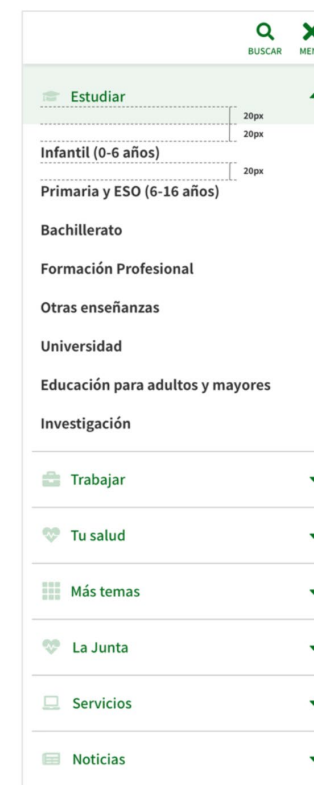 BUSCAR MEN
Estudiar
20px
20px
Infantil (0-6 años)
20px
Primaria y ESO (6-16 años)
Bachillerato
Formación Profesional
Otras enseñanzas
Universidad
Educación para adultos y mayores
Investigación
Trabajar
Tu salud
Más temas
La Junta
Servicios
Noticias